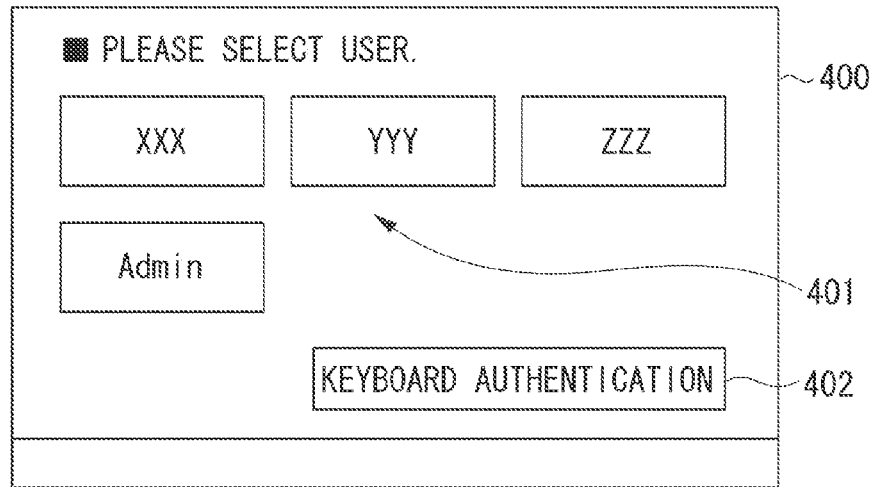 ■ PLEASE SELECT USER.
400
XXX YYY ZZZ
Admin
401
KEYBOARD AUTHENTICATION
402